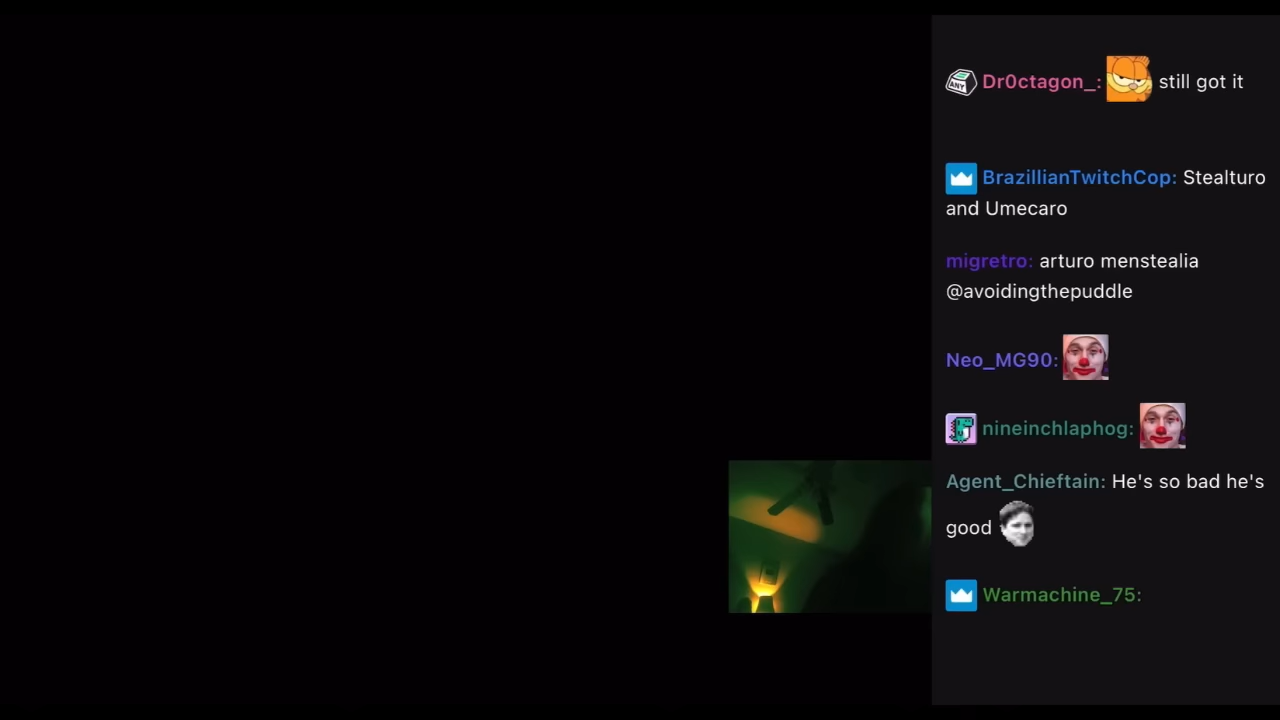 ANY Dr0ctagon_: still got it
BrazillianTwitchCop: Stealturo
and Umecaro
migretro: arturo menstealia
@avoidingthepuddle
Neo_MG90:
nineinchlaphog:
Agent_Chieftain: He's so bad he's
good
Warmachine_75: